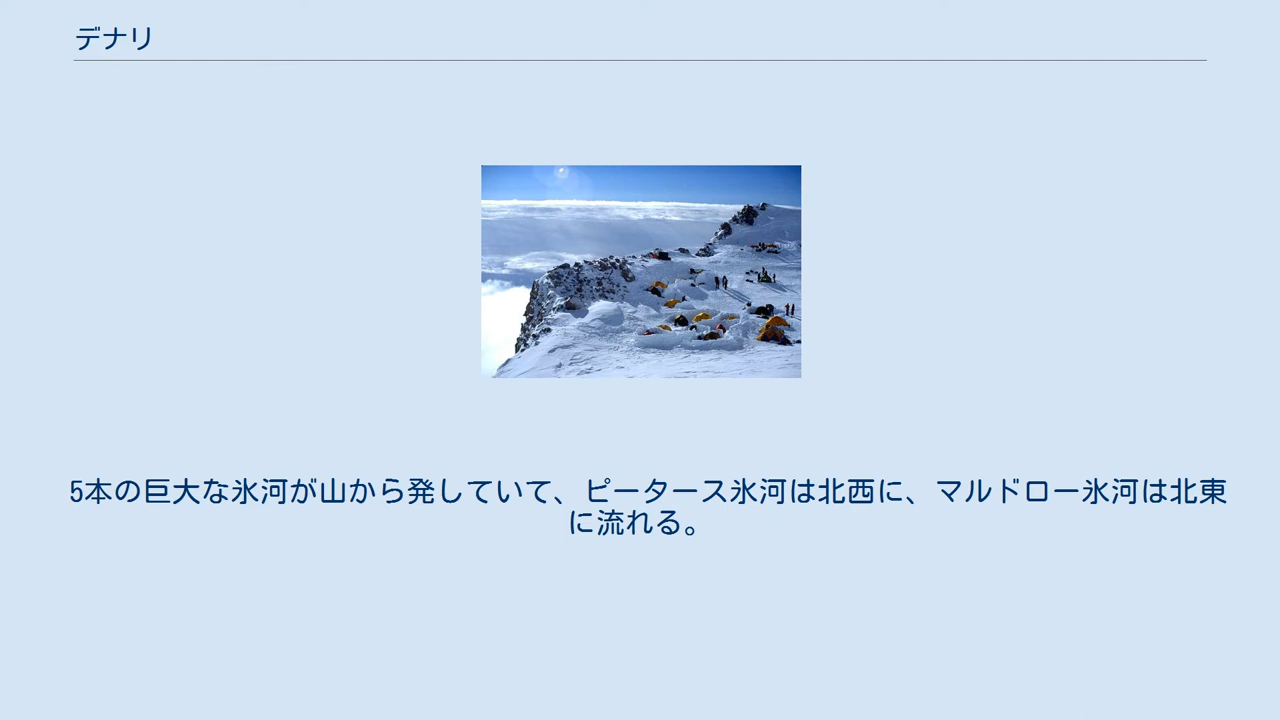 デナリ
5本の巨大な氷河が山から発していて、ピータース氷河は北西に、マルドロー氷河は北東
に流れる。